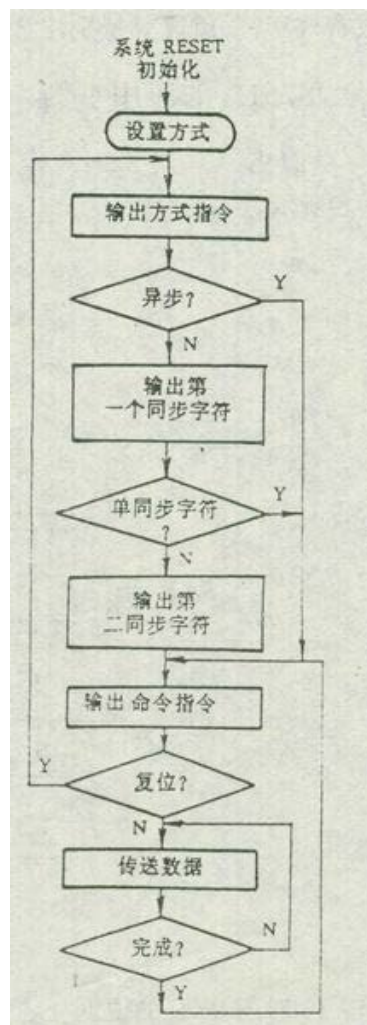 系统 RESET
初始化
设置方式
输出方式指令
异步?
Y
N
输出第
一个同步字符
单同步字符
?
Y
N
输出第
二同步字符
输出命令指令
复位?
Y
N
传送数据
完成?
N
Y